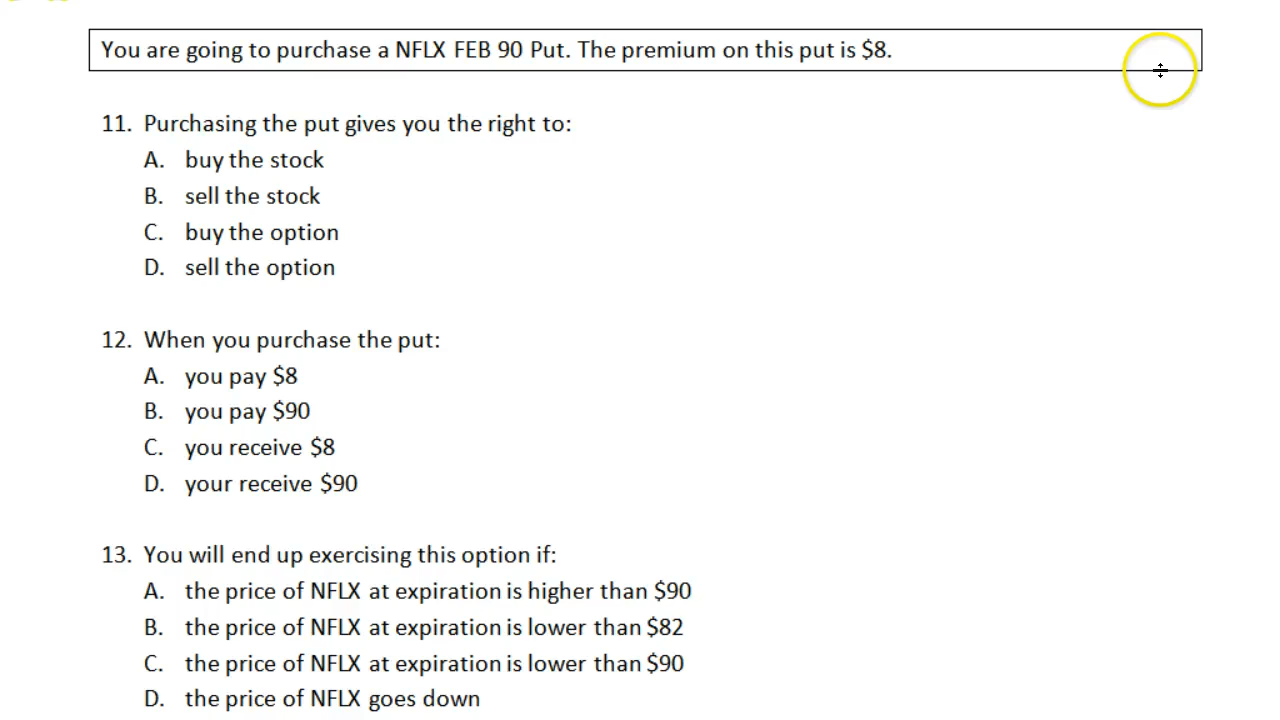 You are going to purchase a NFLX FEB 90 Put. The premium on this put is $8.
11. Purchasing the put gives you the right to:
A. buy the stock
B. sell the stock
C. buy the option
D. sell the option
12. When you purchase the put:
A. you pay $8
B. you pay $90
C. you receive $8
D. your receive $90
13. You will end up exercising this option if:
A. the price of NFLX at expiration is higher than $90
B. the price of NFLX at expiration is lower than $82
C. the price of NFLX at expiration is lower than $90
D. the price of NFLX goes down